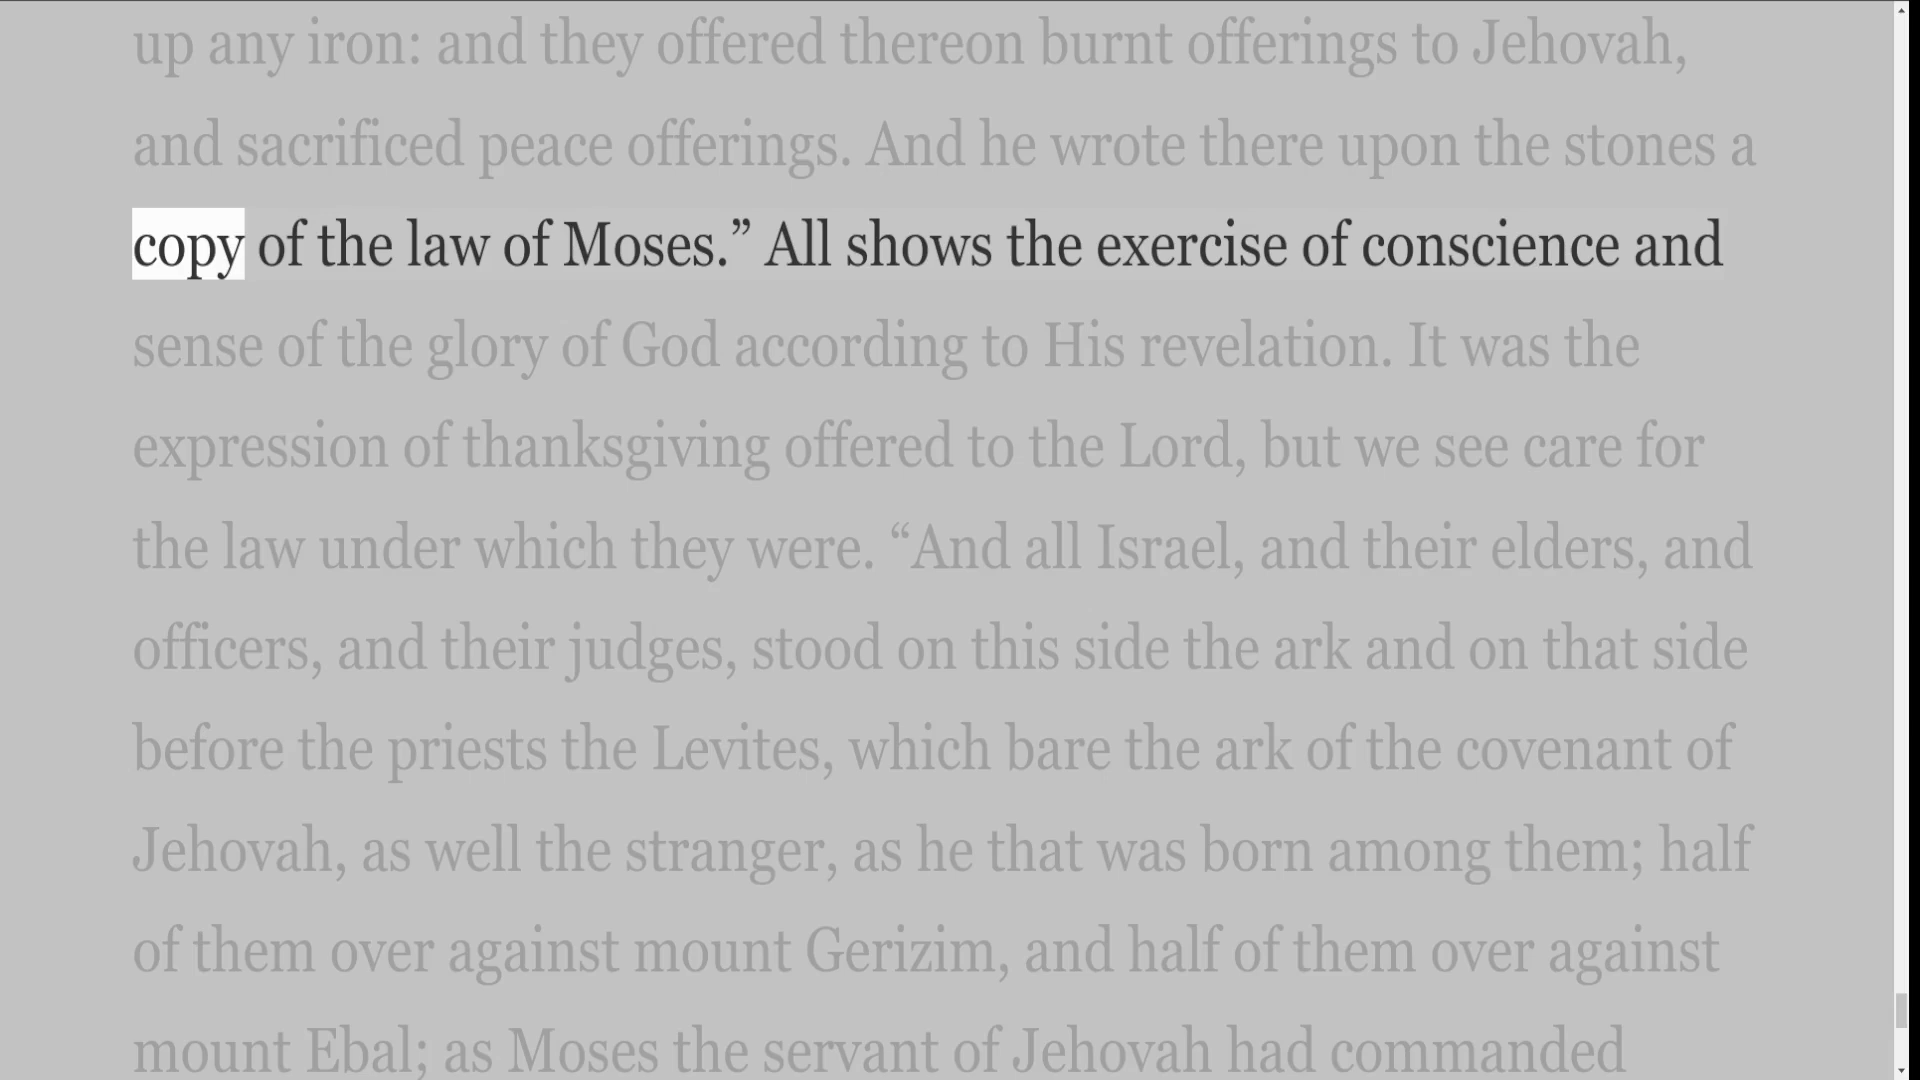 up any iron: and they offered thereon burnt offerings to Jehovah,
and sacrificed peace offerings. And he wrote there upon the stones a
copy of the law of Moses.” All shows the exercise of conscience and
sense of the glory of God according to His revelation. It was the
expression of thanksgiving offered to the Lord, but we see care for
the law under which they were. “And all Israel, and their elders, and
officers, and their judges, stood on this side the ark and on that side
before the priests the Levites, which bare the ark of the covenant of
Jehovah, as well the stranger, as he that was born among them; half
of them over against mount Gerizim, and half of them over against
mount Ebal; as Moses the servant of Jehovah had commanded